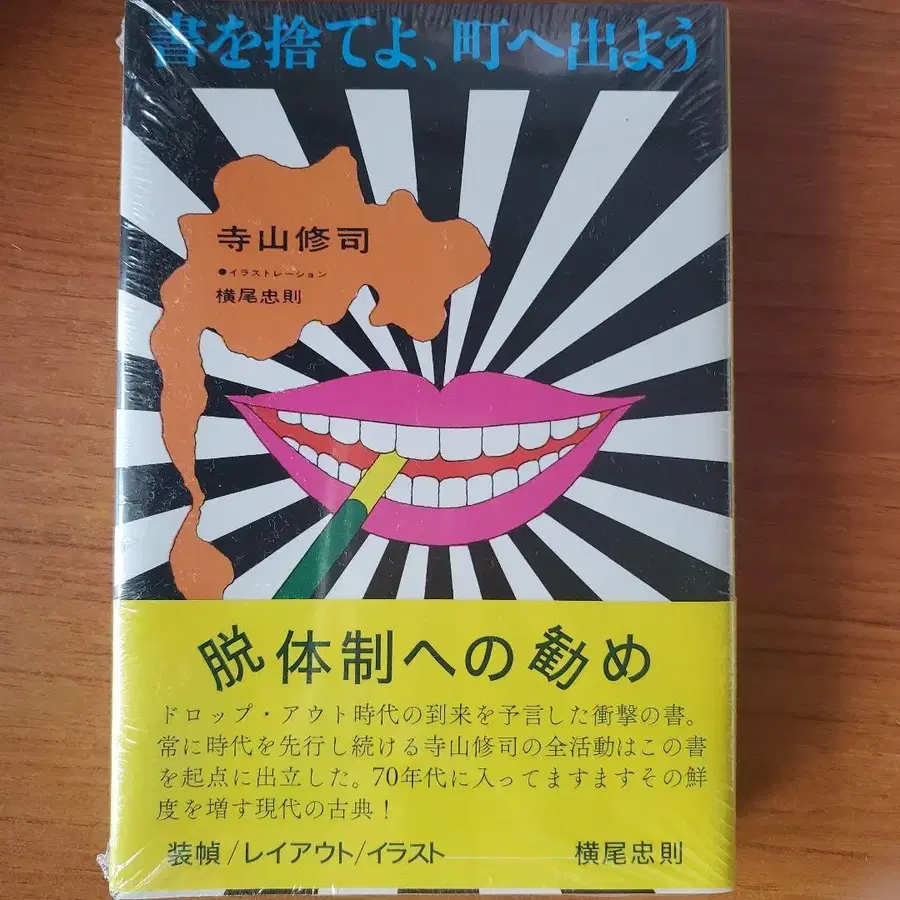 書を捨てよ、町へ出よう
寺山修司
●イラストレーション
横尾忠則
脱体制への勧め
ドロップ・アウト時代の到来を予言した衝撃の書。
常に時代を先行し続ける寺山修司の全活動はこの書
を起点に出立した。70年代に入ってますますその鮮
度を増す現代の古典！
装幀/レイアウト/イラスト――――横尾忠則